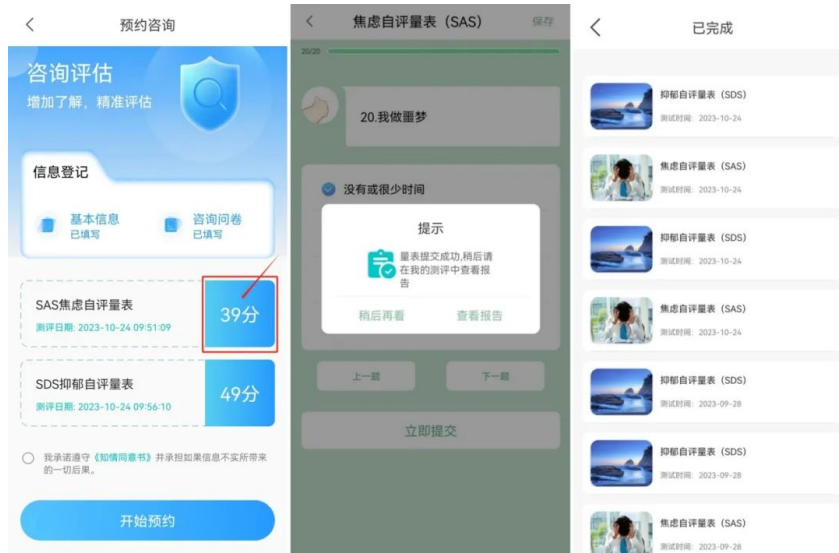 预约咨询
咨询评估
增加了解，精准评估
信息登记
基本信息
已填写
咨询问卷
已填写
SAS焦虑自评量表
测评日期: 2023-10-24 09:51:09
39分
SDS抑郁自评量表
测评日期: 2023-10-24 09:56:10
49分
我承诺遵守《知情同意书》并承担如果信息不实所带来
的一切后果。
开始预约
焦虑自评量表（SAS）
保存
20/20
20.我做噩梦
没有或很少时间
提示
量表提交成功,稍后请
在我的测评中查看报
告
稍后再看
查看报告
上一题
下一题
立即提交
已完成
抑郁自评量表（SDS）
测试时间: 2023-10-24
焦虑自评量表（SAS）
测试时间: 2023-10-24
抑郁自评量表（SDS）
测试时间: 2023-10-24
焦虑自评量表（SAS）
测试时间: 2023-10-24
抑郁自评量表（SDS）
测试时间: 2023-09-28
抑郁自评量表（SDS）
测试时间: 2023-09-28
焦虑自评量表（SAS）
测试时间: 2023-09-28